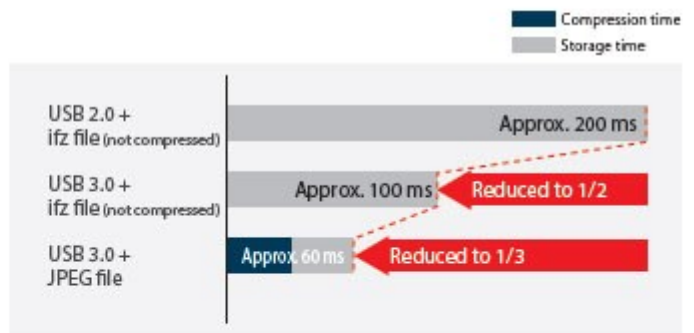 Compression time
Storage time
USB 2.0 +
ifz file (not compressed)
Approx. 200 ms
USB 3.0 +
ifz file (not compressed)
Approx. 100 ms
Reduced to 1/2
USB 3.0 +
JPEG file
Approx. 60 ms
Reduced to 1/3